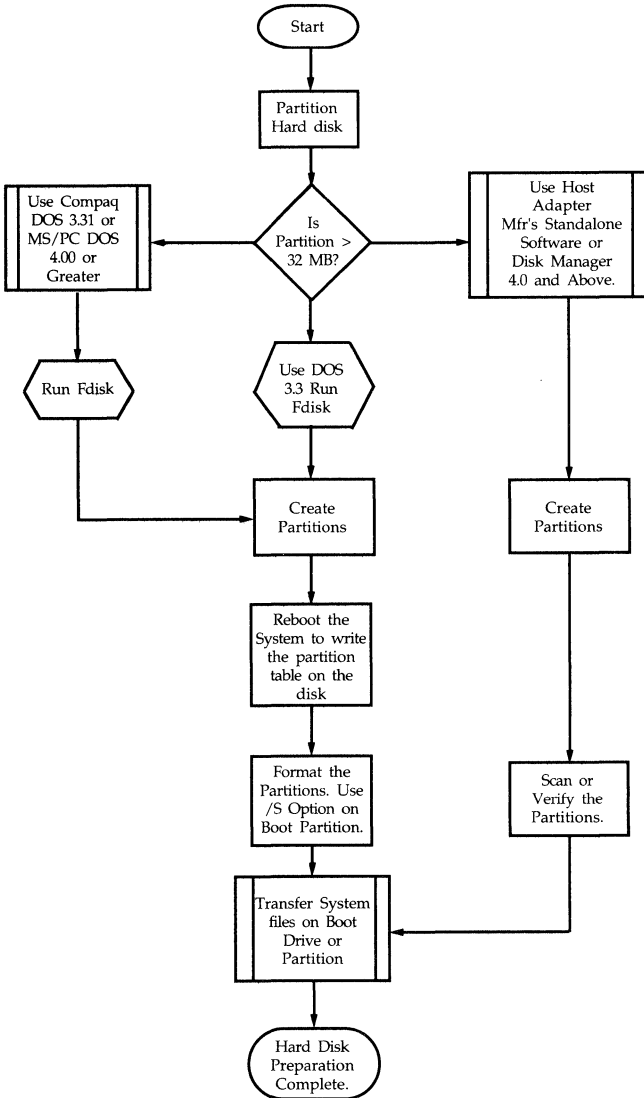 Start
Partition
Hard disk
Is
Partition >
32 MB?
Use Compaq
DOS 3.31 or
MS/PC DOS
4.00 or
Greater
Use Host
Adapter
Mfr's Standalone
Software or
Disk Manager
4.0 and Above.
Run Fdisk
Use DOS
3.3 Run
Fdisk
Create
Partitions
Create
Partitions
Reboot the
System to write
the partition
table on the
disk
Format the
Partitions. Use
/S Option on
Boot Partition.
Scan or
Verify the
Partitions.
Transfer System
files on Boot
Drive or
Partition
Hard Disk
Preparation
Complete.